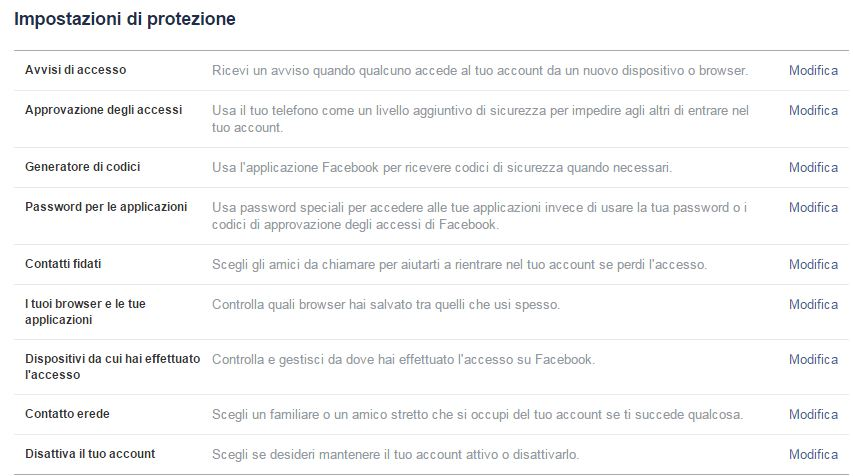 Impostazioni di protezione
Avvisi di accesso Ricevi un avviso quando qualcuno accede al tuo account da un nuovo dispositivo o browser. Modifica
Approvazione degli accessi Usa il tuo telefono come un livello aggiuntivo di sicurezza per impedire agli altri di entrare nel Modifica
tuo account.
Generatore di codici Usa l'applicazione Facebook per ricevere codici di sicurezza quando necessari. Modifica
Password per le applicazioni Usa password speciali per accedere alle tue applicazioni invece di usare la tua password o i Modifica
codici di approvazione degli accessi di Facebook.
Contatti fidati Scegli gli amici da chiamare per aiutarti a rientrare nel tuo account se perdi l'accesso. Modifica
I tuoi browser e le tue Controlla quali browser hai salvato tra quelli che usi spesso. Modifica
applicazioni
Dispositivi da cui hai effettuato Controlla e gestisci da dove hai effettuato l'accesso su Facebook. Modifica
l'accesso
Contatto erede Scegli un familiare o un amico stretto che si occupi del tuo account se ti succede qualcosa. Modifica
Disattiva il tuo account Scegli se desideri mantenere il tuo account attivo o disattivarlo. Modifica